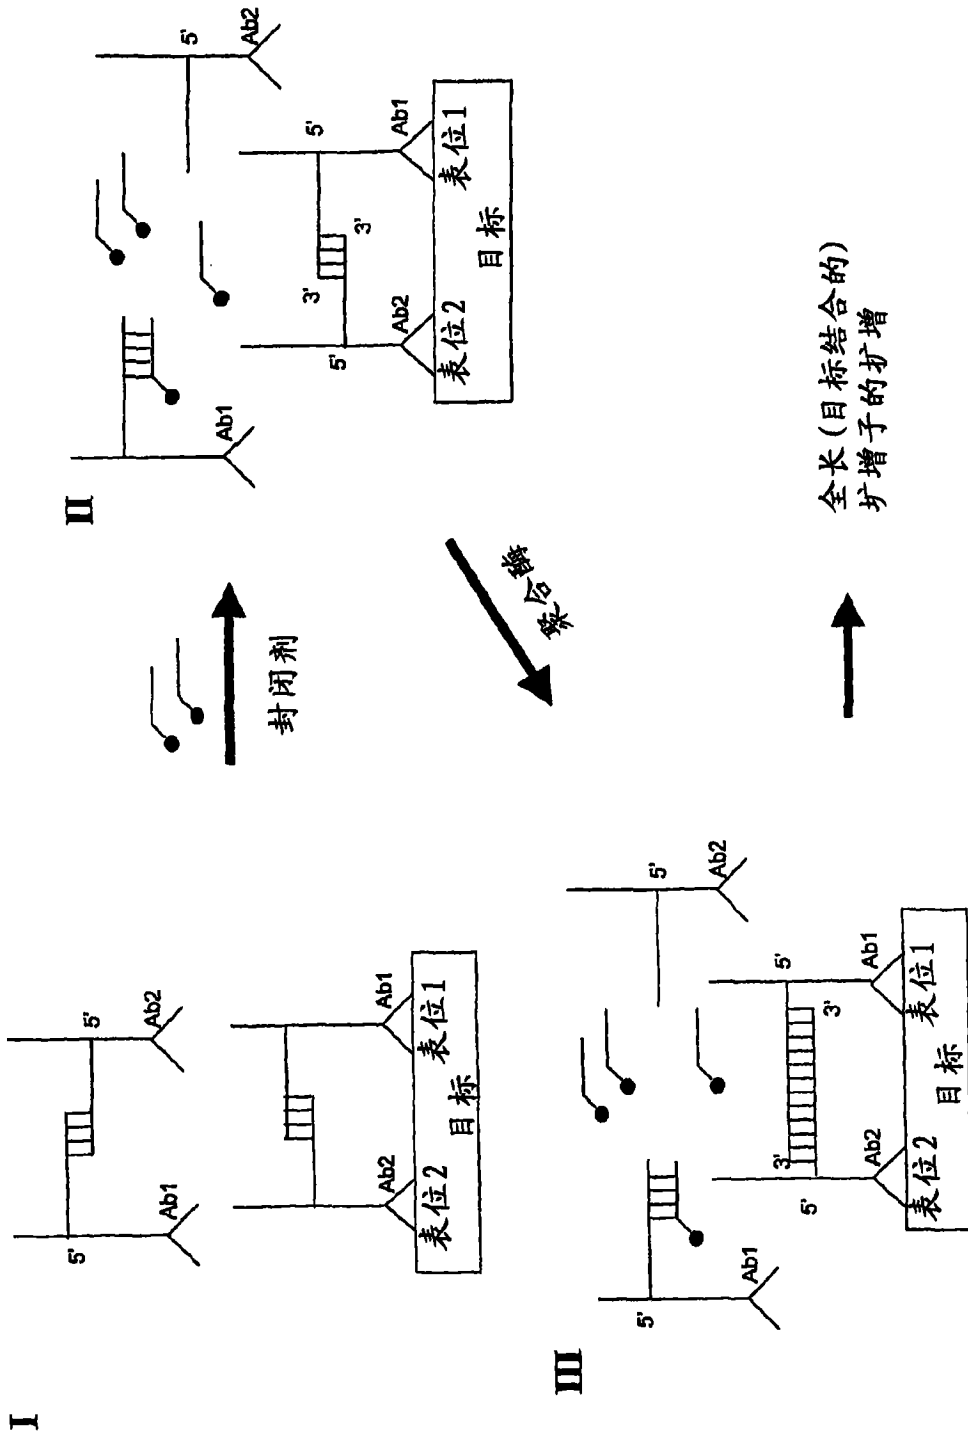 I
5'
5'
Ab1
Ab2
Ab2
Ab1
表位2
表位1
目标
封闭剂
II
5'
Ab1
Ab2
5'
3'
3'
5'
Ab2
Ab1
表位2
表位1
目标
聚合酶
III
5'
5'
Ab1
Ab2
3'
5'
5'
3'
Ab2
Ab1
表位2
表位1
目标
全长(目标结合的)
扩增子的扩增